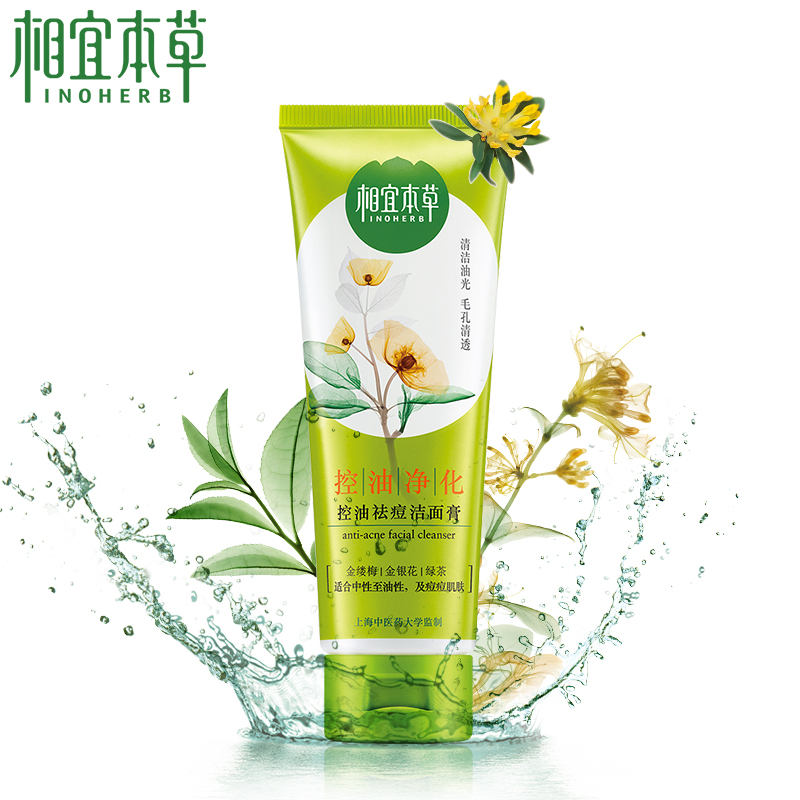 相宜本草
INOHERB
相宜本草
INOHERB
清洁油光 毛孔清透
控|油|净|化
控油祛痘洁面膏
anti-acne facial cleanser
金缕梅|金银花|绿茶
适合中性至油性，及痘痘肌肤
上海中医药大学监制